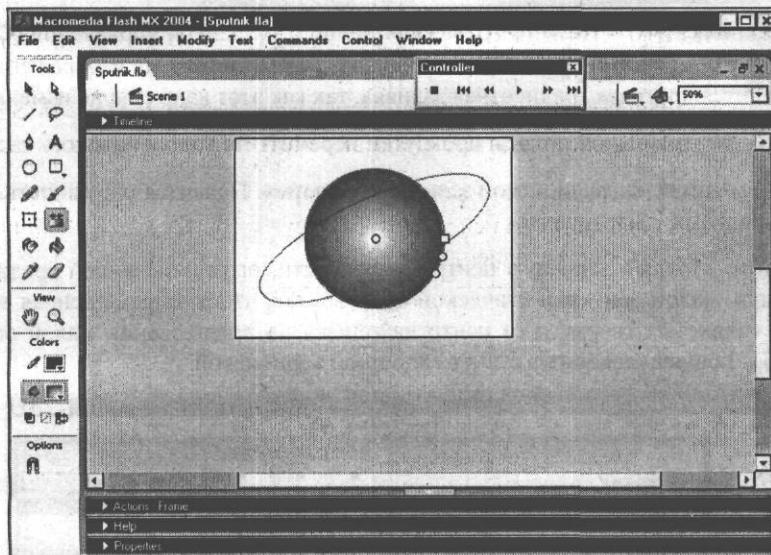 Macromedia Flash MX 2004 - [Sputnik.fla]
File Edit View Insert Modify Text Commands Control Window Help
Tools
Sputnik.fla
Controller
Scene 1
50%
Timeline
A
View
Colors
Options
Actions - Frame
Help
Properties